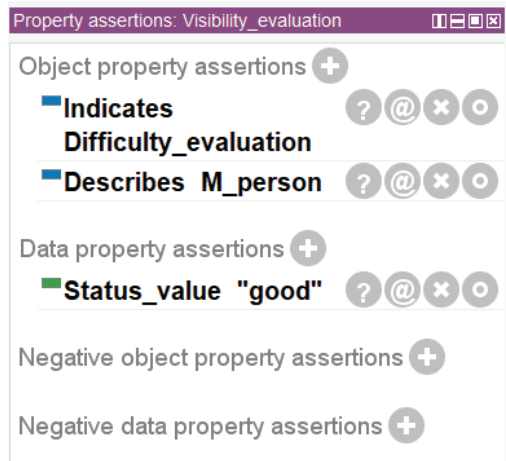 Property assertions: Visibility_evaluation
Object property assertions
Indicates
Difficulty_evaluation
Describes M_person
Data property assertions
Status_value "good"
Negative object property assertions
Negative data property assertions